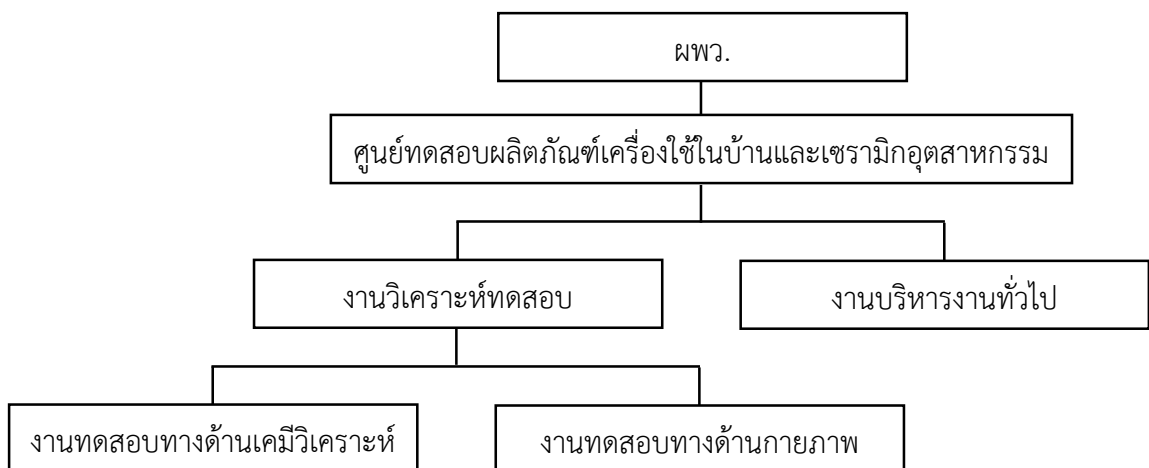 ผพว.
ศูนย์ทดสอบผลิตภัณฑ์เครื่องใช้ในบ้านและเซรามิกอุตสาหกรรม
งานวิเคราะห์ทดสอบ
งานบริหารงานทั่วไป
งานทดสอบทางด้านเคมีวิเคราะห์
งานทดสอบทางด้านกายภาพ